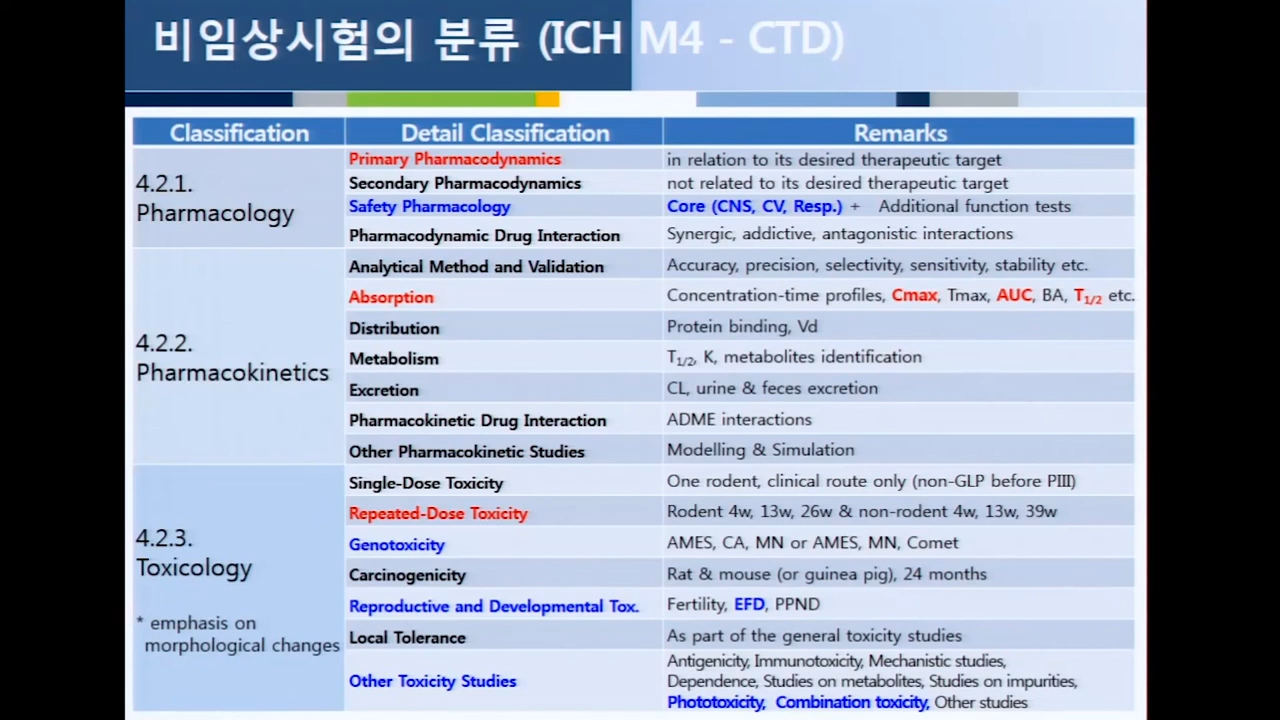 비임상시험의 분류 (ICH M4 - CTD)
Classification Detail Classification Remarks
4.2.1.
Pharmacology
Primary Pharmacodynamics in relation to its desired therapeutic target
Secondary Pharmacodynamics not related to its desired therapeutic target
Safety Pharmacology Core (CNS, CV, Resp.) + Additional function tests
Pharmacodynamic Drug Interaction Synergic, addictive, antagonistic interactions
4.2.2.
Pharmacokinetics
Analytical Method and Validation Accuracy, precision, selectivity, sensitivity, stability etc.
Absorption Concentration-time profiles, Cmax, Tmax, AUC, BA, T1/2 etc.
Distribution Protein binding, Vd
Metabolism T1/2, K, metabolites identification
Excretion CL, urine & feces excretion
Pharmacokinetic Drug Interaction ADME interactions
Other Pharmacokinetic Studies Modelling & Simulation
4.2.3.
Toxicology
* emphasis on
morphological changes
Single-Dose Toxicity One rodent, clinical route only (non-GLP before PIII)
Repeated-Dose Toxicity Rodent 4w, 13w, 26w & non-rodent 4w, 13w, 39w
Genotoxicity AMES, CA, MN or AMES, MN, Comet
Carcinogenicity Rat & mouse (or guinea pig), 24 months
Reproductive and Developmental Tox. Fertility, EFD, PPND
Local Tolerance As part of the general toxicity studies
Other Toxicity Studies Antigenicity, Immunotoxicity, Mechanistic studies,
Dependence, Studies on metabolites, Studies on impurities,
Phototoxicity, Combination toxicity, Other studies